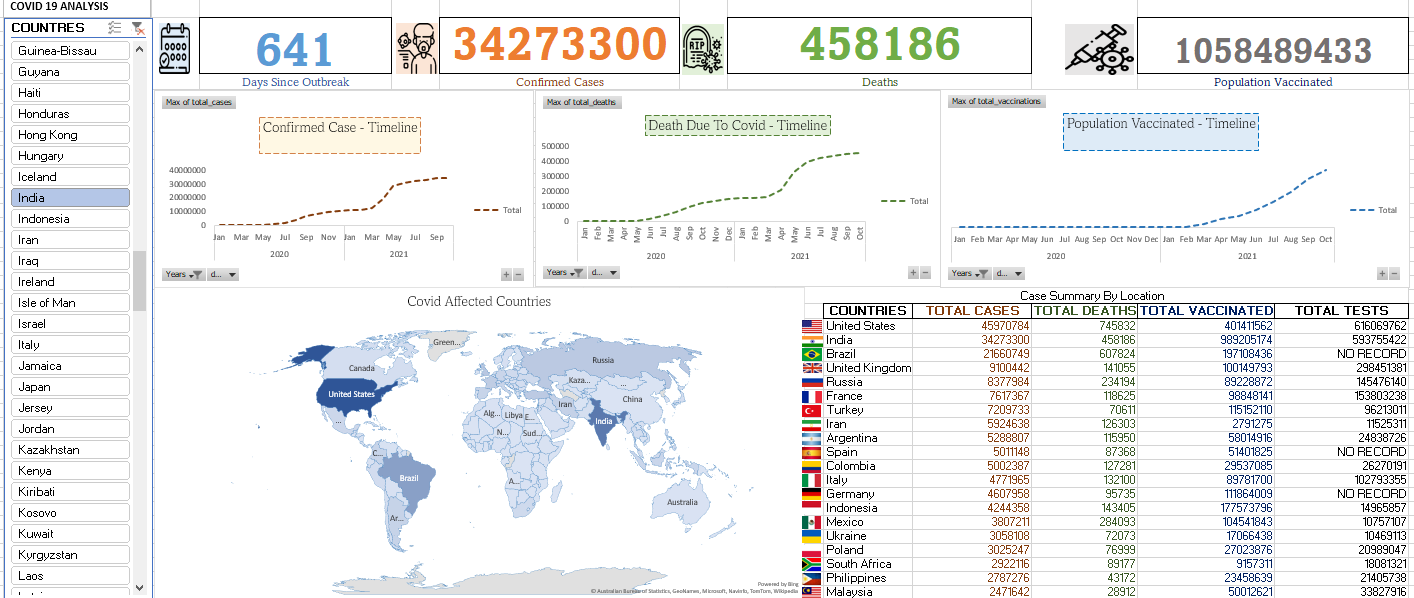 COVID 19 ANALYSIS
COUNTRES
Guinea-Bissau
Guyana
Haiti
Honduras
Hong Kong
Hungary
Iceland
India
Indonesia
Iran
Iraq
Ireland
Isle of Man
Israel
Italy
Jamaica
Japan
Jersey
Jordan
Kazakhstan
Kenya
Kiribati
Kosovo
Kuwait
Kyrgyzstan
Laos
641
Days Since Outbreak
34273300
Confirmed Cases
RIP
458186
Deaths
1058489433
Population Vaccinated
Max of total_cases
Confirmed Case - Timeline
40000000
30000000
20000000
10000000
0
Jan Mar May Jul Sep Nov Jan Mar May Jul Sep
2020 2021
Total
Years d...
Max of total_deaths
Death Due To Covid - Timeline
500000
400000
300000
200000
100000
0
Jan Feb Mar Apr May Jun Jul Aug Sep Oct Nov Dec Jan Feb Mar Apr May Jun Jul Aug Sep Oct
2020 2021
Total
Years d...
Max of total_vaccinations
Population Vaccinated - Timeline
Jan Feb Mar Apr May Jun Jul Aug Sep Oct Nov Dec Jan Feb Mar Apr May Jun Jul Aug Sep Oct
2020 2021
Total
Years d...
Covid Affected Countries
Green...
Russia
Canada
Kaza...
...
United States
Iran
China
...
Alg... Libya E...
India
N... Sud...
C...
Brazil
A...
Ar...
Australia
Powered by Bing
© Australian Bureau of Statistics, GeoNames, Microsoft, Navinfo, TomTom, Wikipedia
Case Summary By Location
COUNTRIES TOTAL CASES TOTAL DEATHS TOTAL VACCINATED TOTAL TESTS
United States 45970784 745832 401411562 616069762
India 34273300 458186 989205174 593755422
Brazil 21660749 607824 197108436 NO RECORD
United Kingdom 9100442 141055 100149793 298451381
Russia 8377984 234194 89228872 145476140
France 7617367 118625 98848141 153803238
Turkey 7209733 70611 115152110 96213011
Iran 5924638 126303 2791275 11525311
Argentina 5288807 115950 58014916 24838726
Spain 5011148 87368 51401825 NO RECORD
Colombia 5002387 127281 29537085 26270191
Italy 4771965 132100 89781700 102793355
Germany 4607958 95735 111864009 NO RECORD
Indonesia 4244358 143405 177573796 14965857
Mexico 3807211 284093 104541843 10757107
Ukraine 3058108 72073 17066438 10469113
Poland 3025247 76999 27023876 20989047
South Africa 2922116 89177 9157311 18081321
Philippines 2787276 43172 23458639 21405738
Malaysia 2471642 28912 50012621 33827916